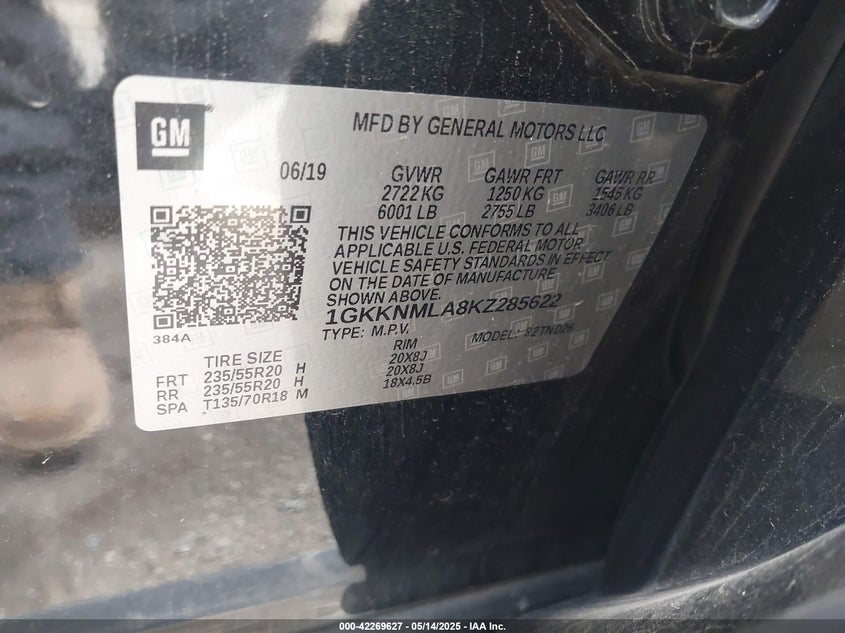 GM
MFD BY GENERAL MOTORS LLC
06/19 GVWR GAWR FRT GAWR RR
2722 KG 1250 KG 1545 KG
6001 LB 2755 LB 3406 LB
THIS VEHICLE CONFORMS TO ALL
APPLICABLE U.S. FEDERAL MOTOR
VEHICLE SAFETY STANDARDS IN EFFECT
ON THE DATE OF MANUFACTURE
SHOWN ABOVE.
1GKKNMLA8KZ285622
384A
TYPE: M.P.V. MODEL: 82TN026
TIRE SIZE RIM
FRT 235/55R20 H 20X8J
RR 235/55R20 H 20X8J
SPA T135/70R18 M 18X4.5B
000-42269627 - 05/14/2025 - IAA Inc.